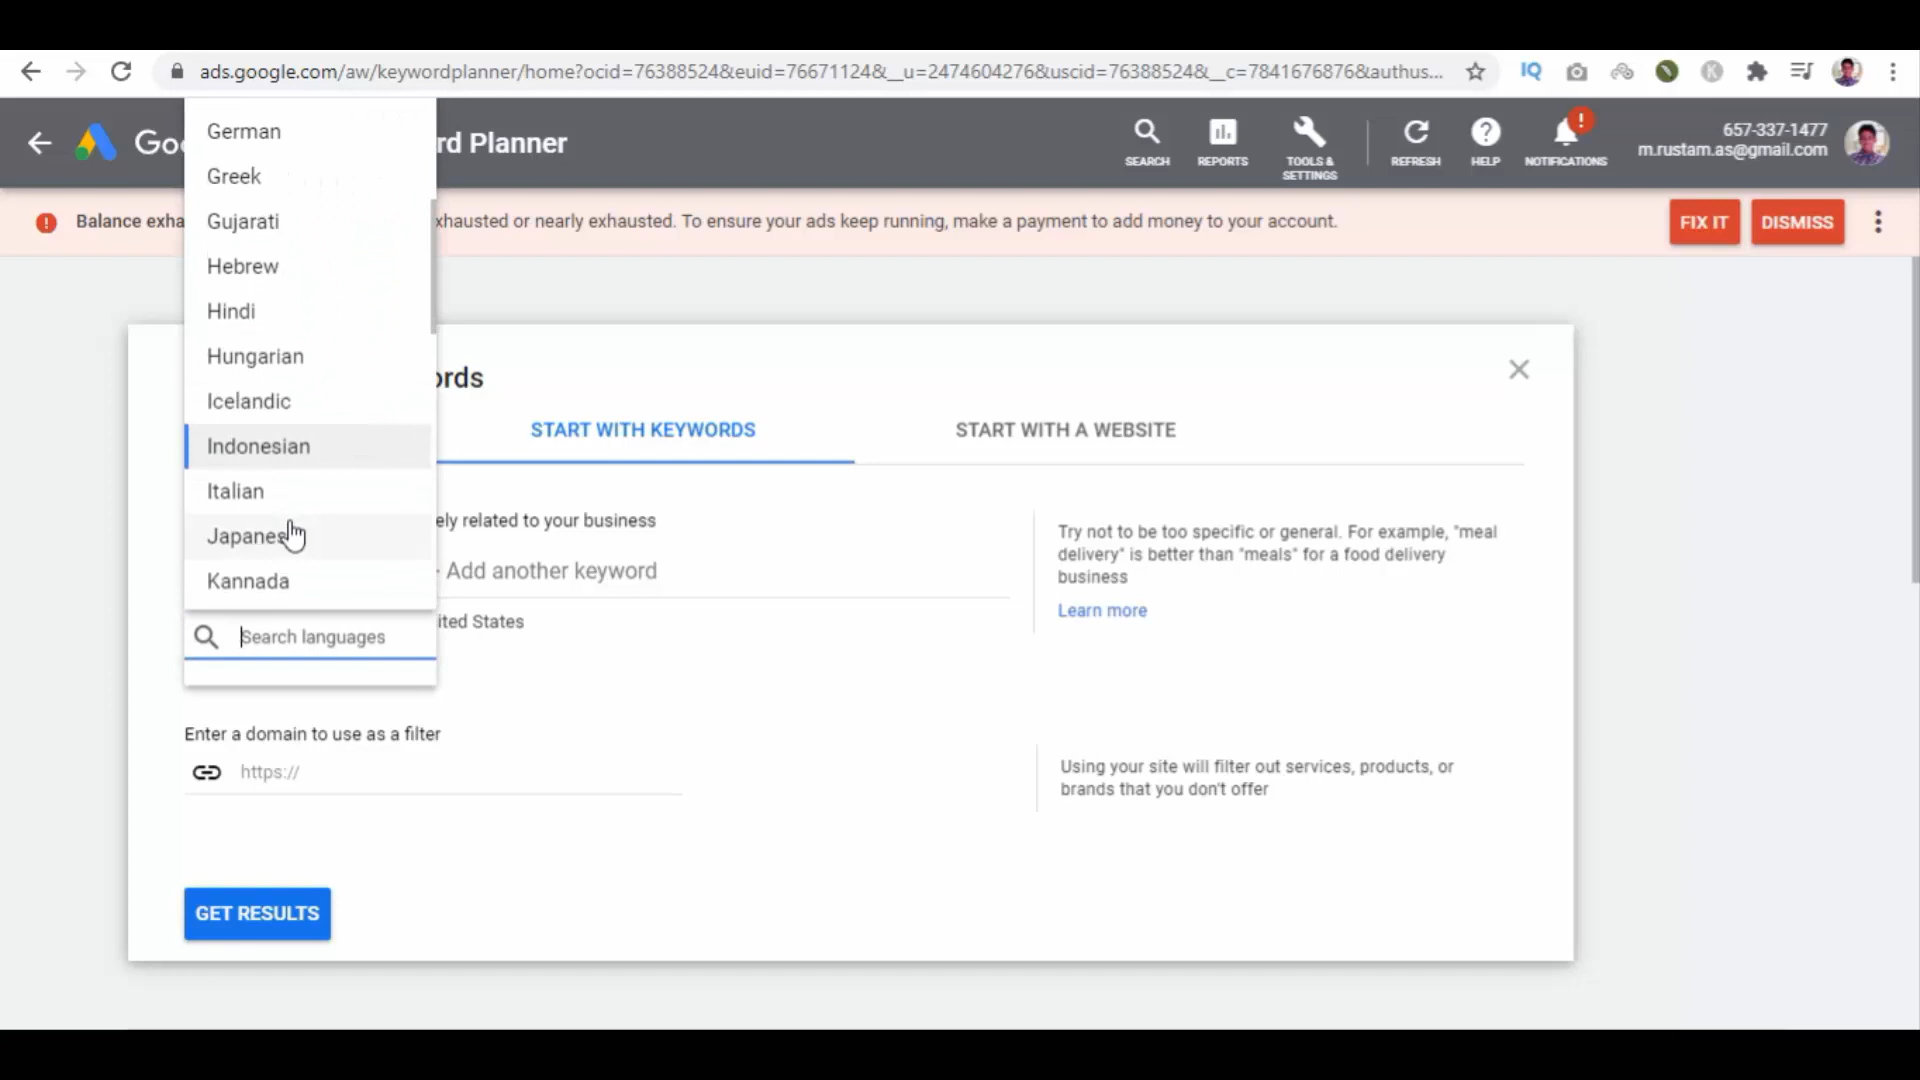 ads.google.com/aw/keywordplanner/home?ocid=76388524&euid=76671124&__u=2474604276&uscid=76388524&__c=7841676876&authus...
IQ
K
Goo
rd Planner
SEARCH
REPORTS
TOOLS & SETTINGS
REFRESH
HELP
NOTIFICATIONS
657-337-1477
m.rustam.as@gmail.com
Balance exha
xhausted or nearly exhausted. To ensure your ads keep running, make a payment to add money to your account.
FIX IT
DISMISS
German
Greek
Gujarati
Hebrew
Hindi
Hungarian
Icelandic
Indonesian
Italian
Japanes
Kannada
Search languages
ords
START WITH KEYWORDS
START WITH A WEBSITE
ely related to your business
Add another keyword
ited States
Try not to be too specific or general. For example, "meal
delivery" is better than "meals" for a food delivery
business
Learn more
Enter a domain to use as a filter
https://
Using your site will filter out services, products, or
brands that you don't offer
GET RESULTS